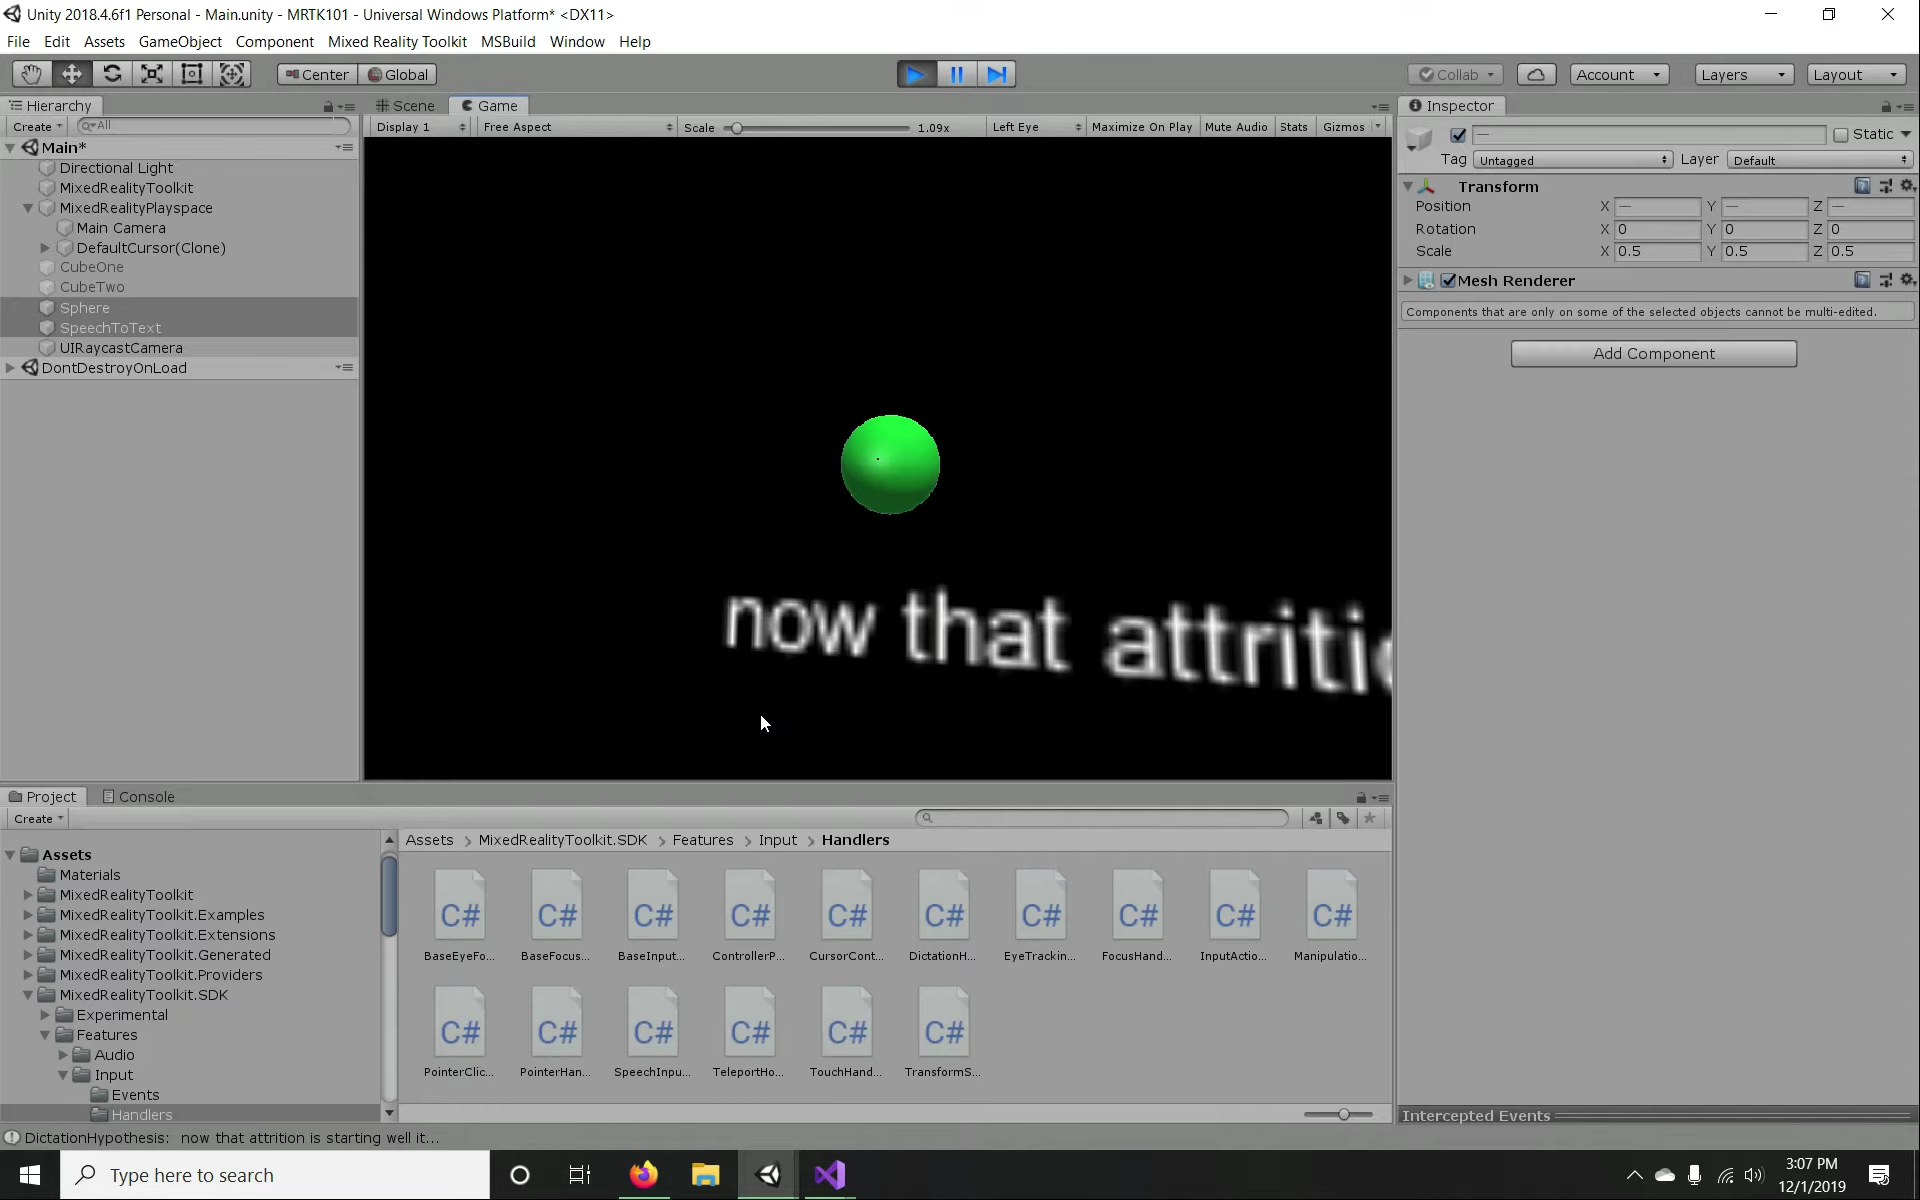 Unity 2018.4.6f1 Personal - Main.unity - MRTK101 - Universal Windows Platform* <DX11>
File Edit Assets GameObject Component Mixed Reality Toolkit MSBuild Window Help
Center Global Collab Account Layers Layout
Hierarchy
Create All
Main*
Directional Light
MixedRealityToolkit
MixedRealityPlayspace
Main Camera
DefaultCursor(Clone)
CubeOne
CubeTwo
Sphere
SpeechToText
UIRaycastCamera
DontDestroyOnLoad
Scene Game
Display 1 Free Aspect Scale 1.09x Left Eye Maximize On Play Mute Audio Stats Gizmos
now that attritic
Inspector
— Static
Tag Untagged Layer Default
Transform
Position X — Y — Z —
Rotation X 0 Y 0 Z 0
Scale X 0.5 Y 0.5 Z 0.5
Mesh Renderer
Components that are only on some of the selected objects cannot be multi-edited.
Add Component
Intercepted Events
Project Console
Create
Assets
Materials
MixedRealityToolkit
MixedRealityToolkit.Examples
MixedRealityToolkit.Extensions
MixedRealityToolkit.Generated
MixedRealityToolkit.Providers
MixedRealityToolkit.SDK
Experimental
Features
Audio
Input
Events
Handlers
Assets > MixedRealityToolkit.SDK > Features > Input > Handlers
C# C# C# C# C# C# C# C# C# C#
BaseEyeFo... BaseFocus... BaseInput... ControllerP... CursorCont... DictationH... EyeTrackin... FocusHand... InputActio... Manipulatio...
C# C# C# C# C# C#
PointerClic... PointerHan... SpeechInpu... TeleportHo... TouchHand... TransformS...
DictationHypothesis: now that attrition is starting well it...
Type here to search
3:07 PM
12/1/2019